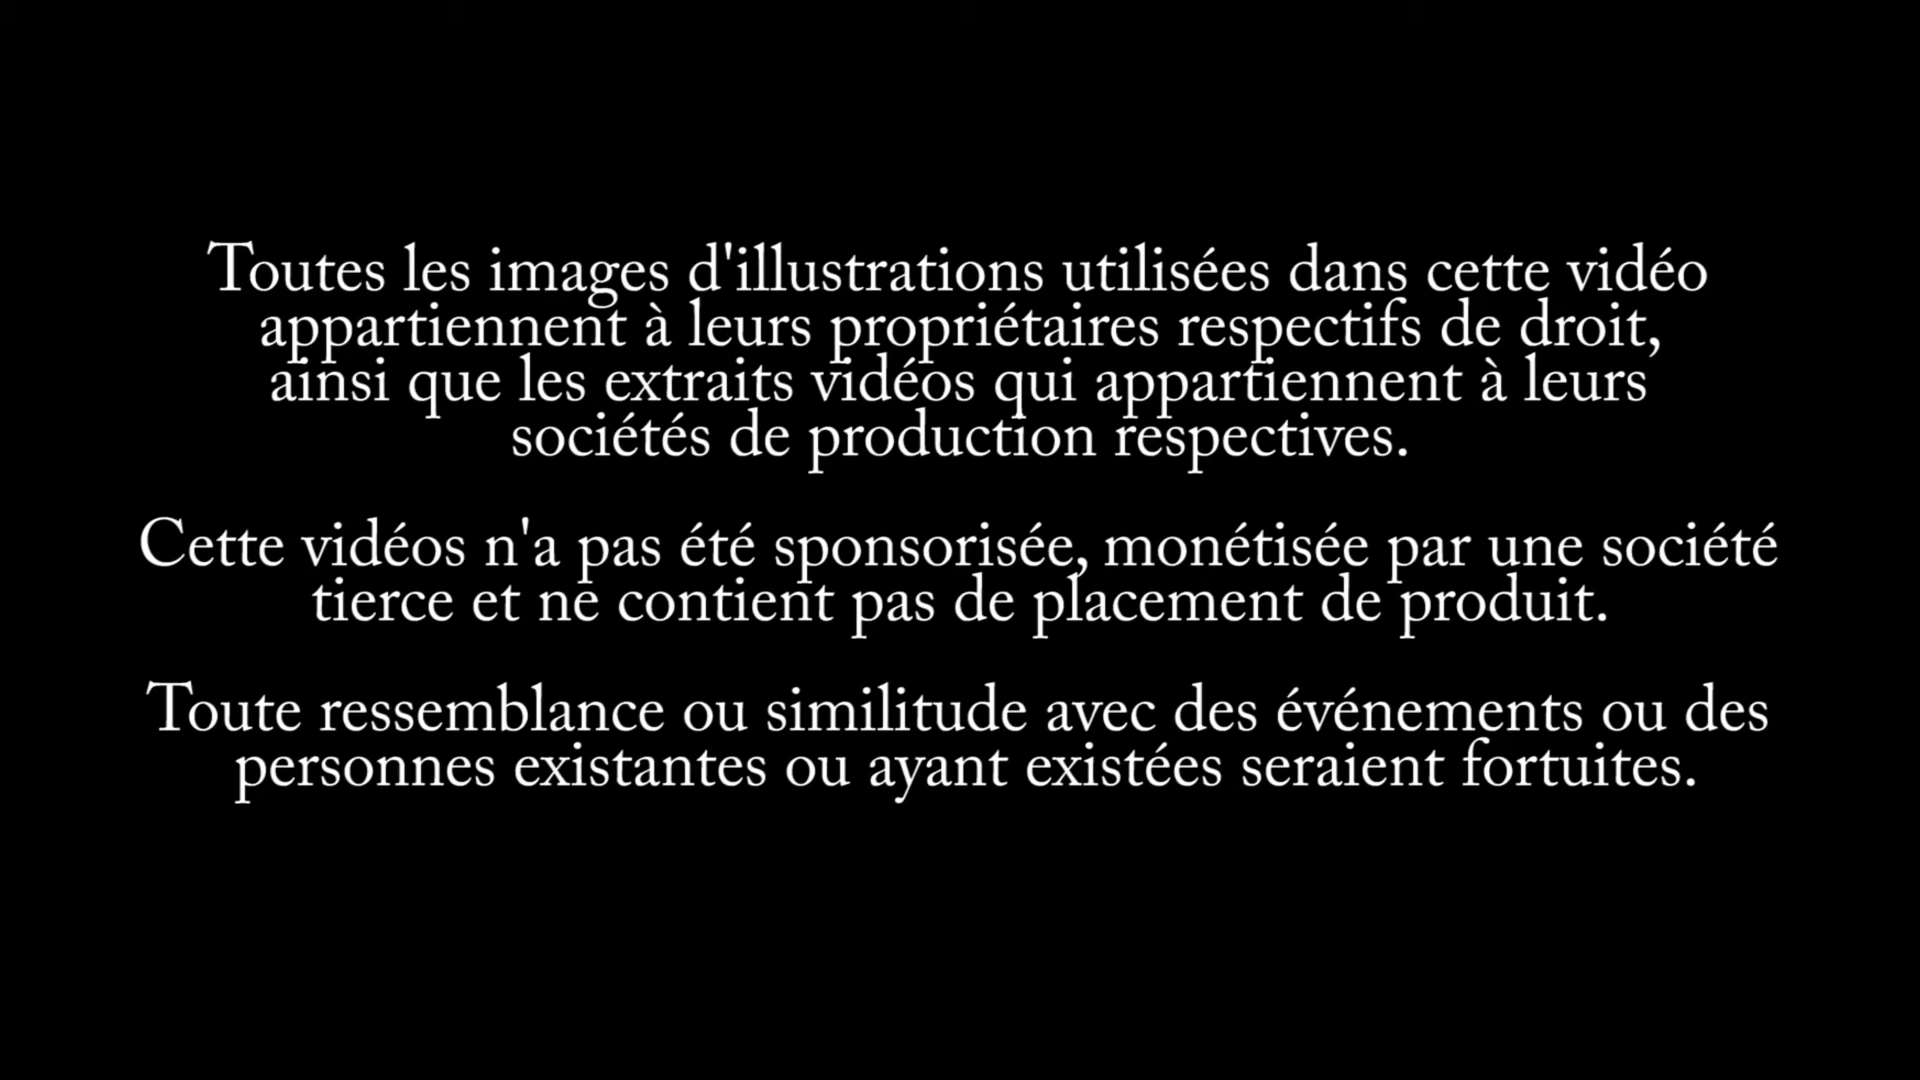 Toutes les images d'illustrations utilisées dans cette vidéo
appartiennent à leurs propriétaires respectifs de droit,
ainsi que les extraits vidéos qui appartiennent à leurs
sociétés de production respectives.
Cette vidéos n'a pas été sponsorisée, monétisée par une société
tierce et ne contient pas de placement de produit.
Toute ressemblance ou similitude avec des événements ou des
personnes existantes ou ayant existées seraient fortuites.